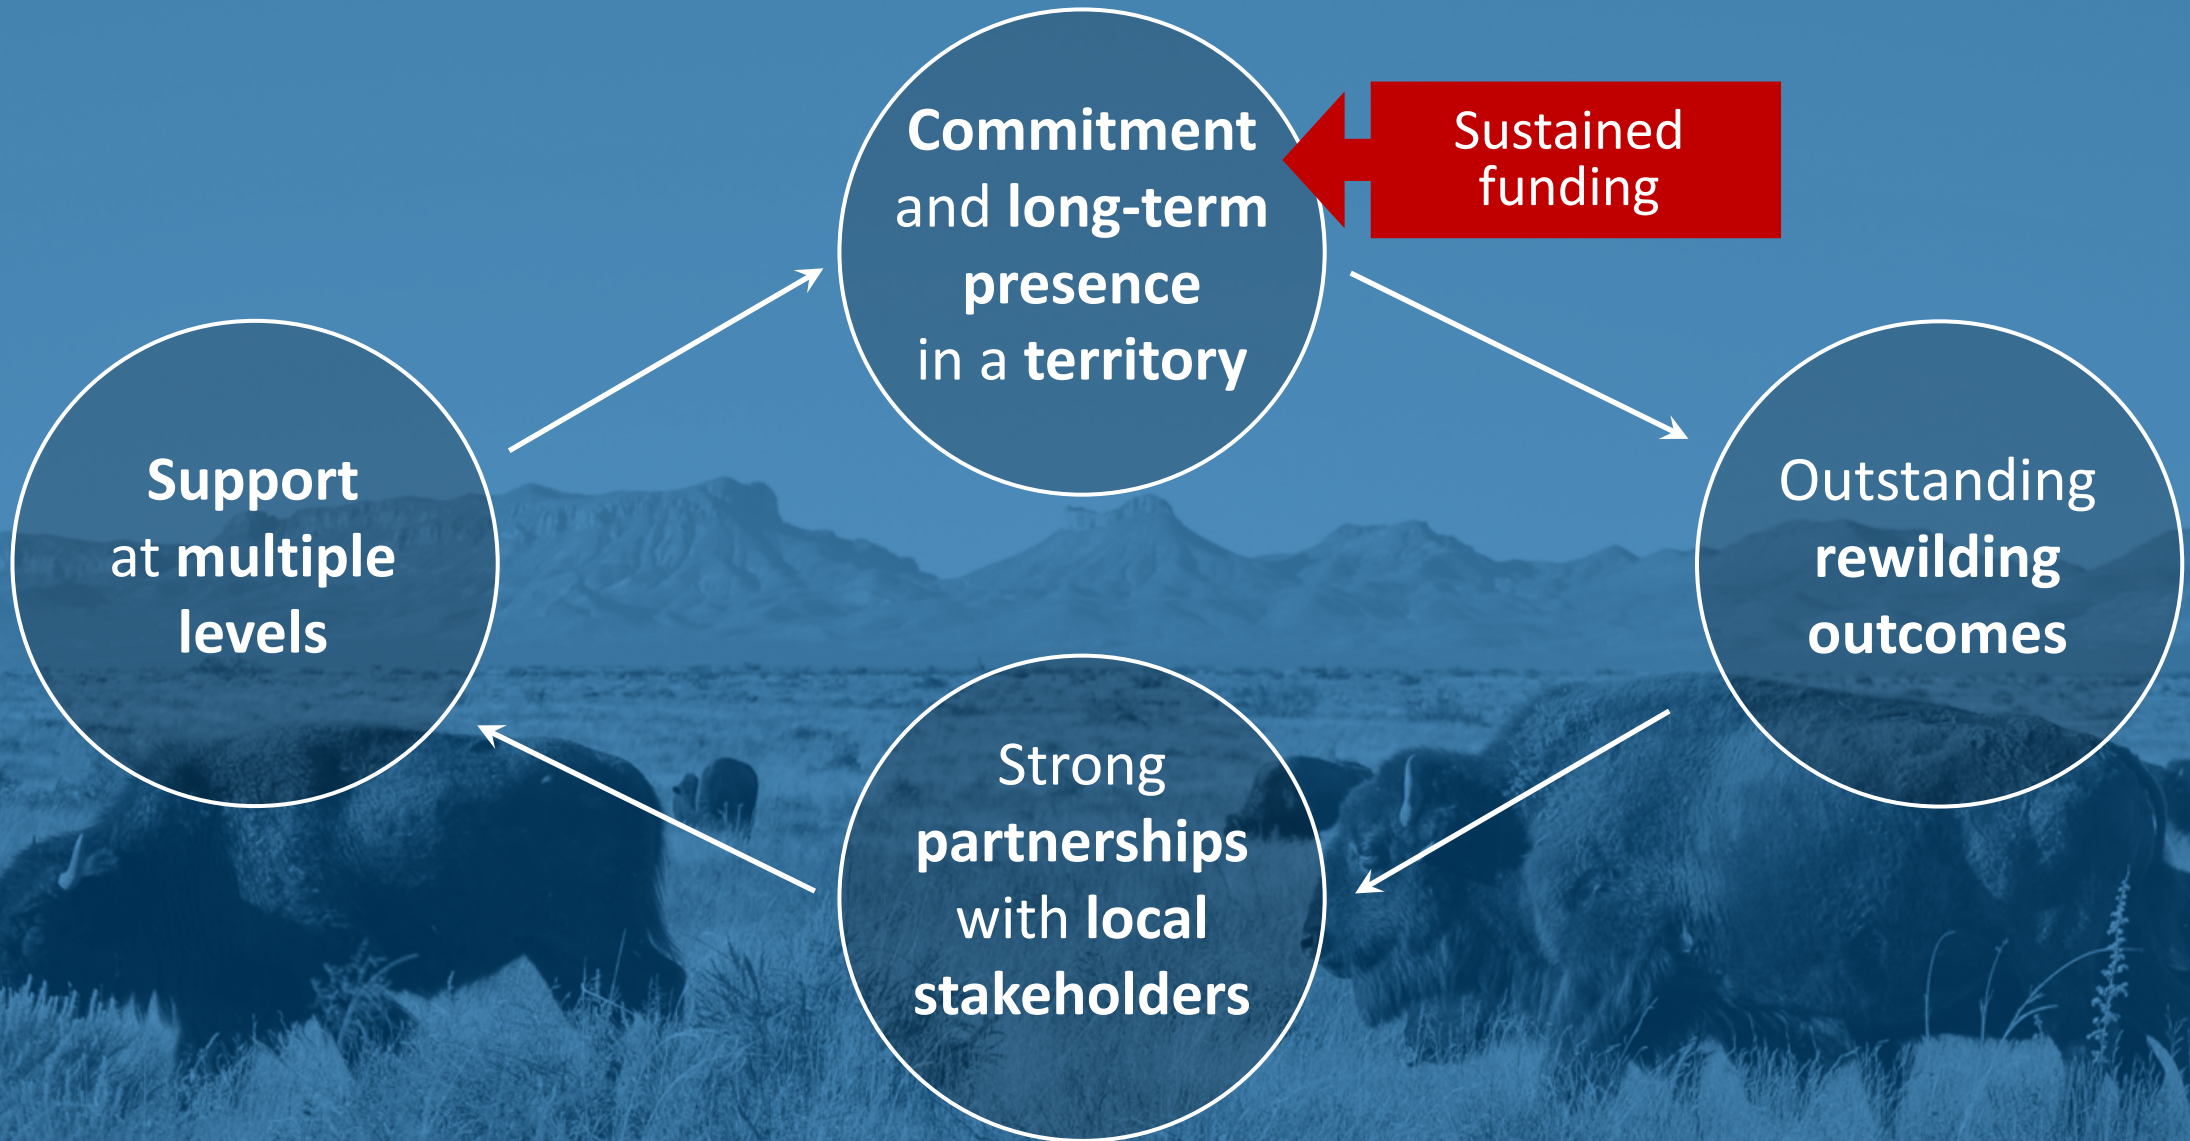 Commitment
and long-term
presence
in a territory
Sustained
funding
Outstanding
rewilding
outcomes
Strong
partnerships
with local
stakeholders
Support
at multiple
levels